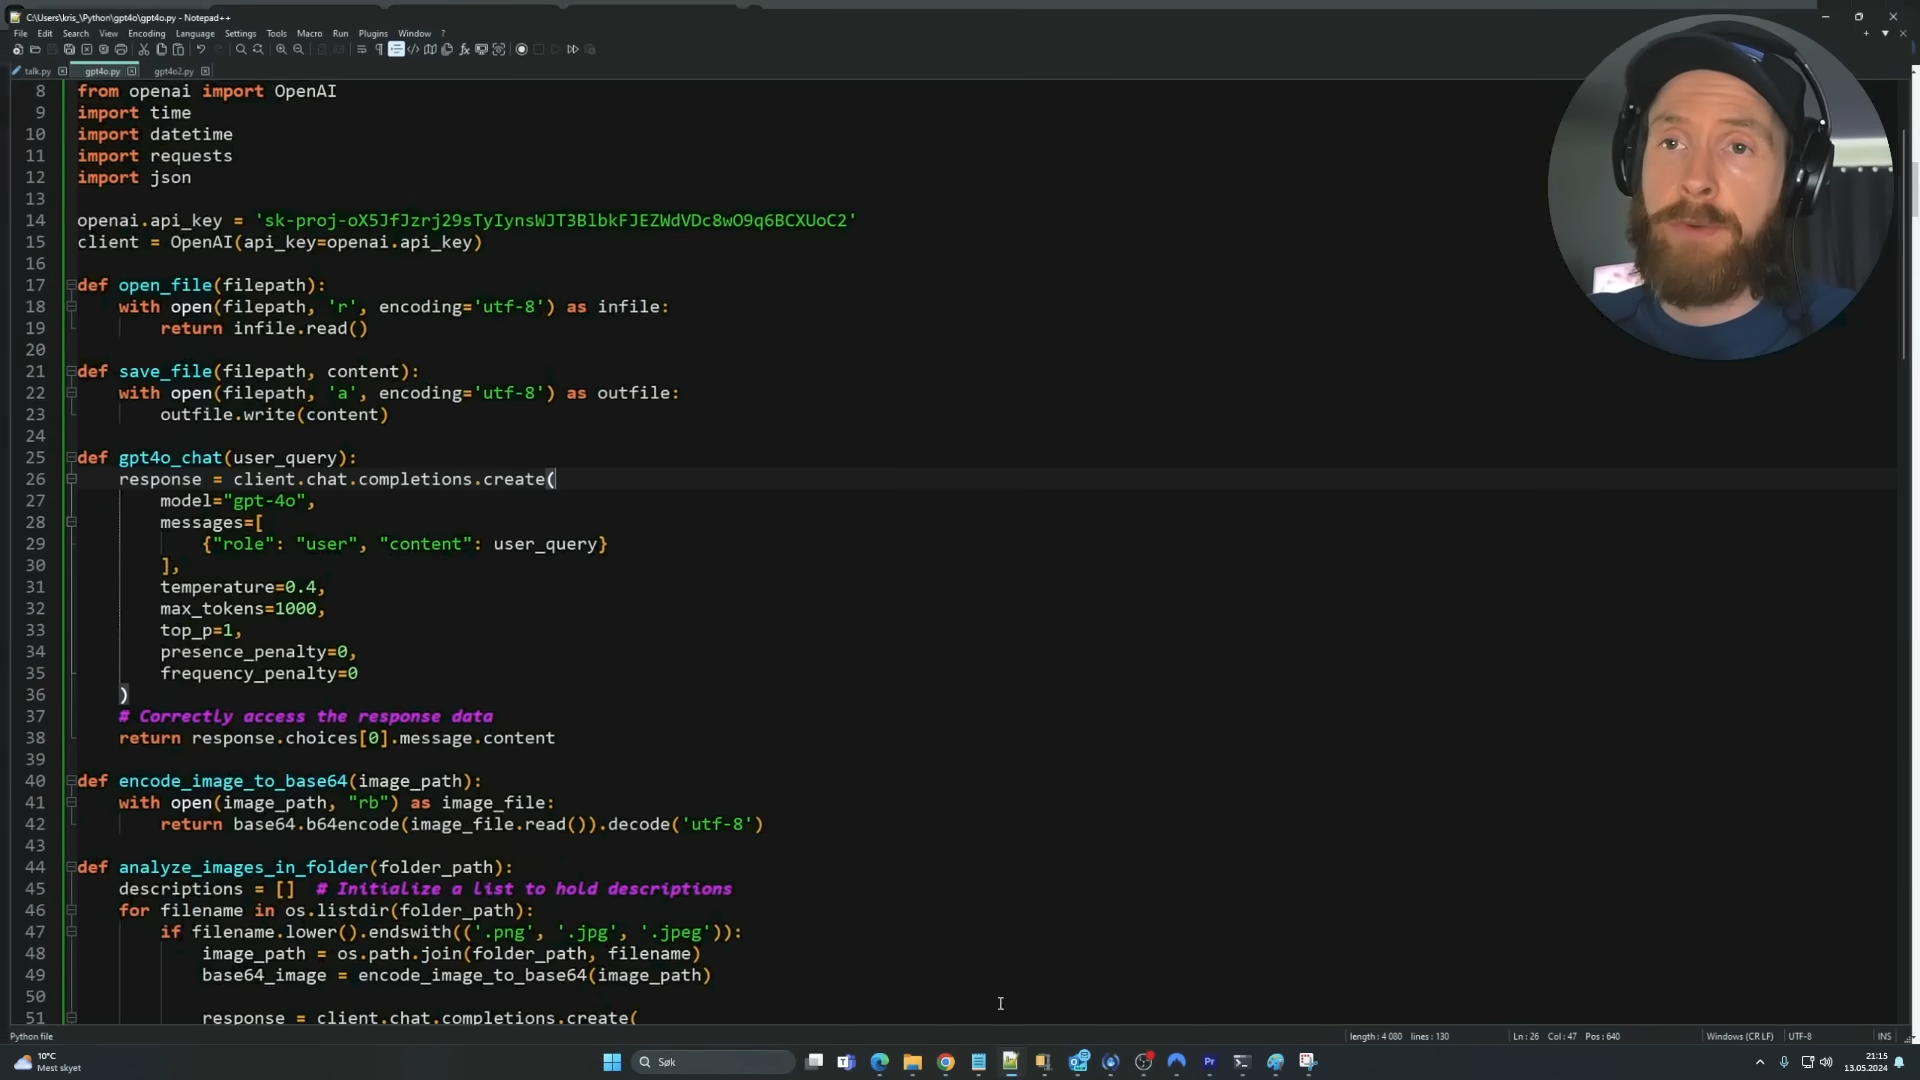 C:\Users\kris_\Python\gpt4o\gpt4o.py - Notepad++
File Edit Search View Encoding Language Settings Tools Macro Run Plugins Window ?
talk.py gpt4o.py gpt4o2.py
8 from openai import OpenAI
9 import time
10 import datetime
11 import requests
12 import json
13
14 openai.api_key = '[API key redacted]'
15 client = OpenAI(api_key=openai.api_key)
16
17 def open_file(filepath):
18 with open(filepath, 'r', encoding='utf-8') as infile:
19 return infile.read()
20
21 def save_file(filepath, content):
22 with open(filepath, 'a', encoding='utf-8') as outfile:
23 outfile.write(content)
24
25 def gpt4o_chat(user_query):
26 response = client.chat.completions.create(
27 model="gpt-4o",
28 messages=[
29 {"role": "user", "content": user_query}
30 ],
31 temperature=0.4,
32 max_tokens=1000,
33 top_p=1,
34 presence_penalty=0,
35 frequency_penalty=0
36 )
37 # Correctly access the response data
38 return response.choices[0].message.content
39
40 def encode_image_to_base64(image_path):
41 with open(image_path, "rb") as image_file:
42 return base64.b64encode(image_file.read()).decode('utf-8')
43
44 def analyze_images_in_folder(folder_path):
45 descriptions = [] # Initialize a list to hold descriptions
46 for filename in os.listdir(folder_path):
47 if filename.lower().endswith(('.png', '.jpg', '.jpeg')):
48 image_path = os.path.join(folder_path, filename)
49 base64_image = encode_image_to_base64(image_path)
50
51 response = client.chat.completions.create(
Python file length : 4 080 lines : 130 Ln : 26 Col : 47 Pos : 640 Windows (CR LF) UTF-8 INS
10°C
Mest skyet
Søk
21:15
13.05.2024